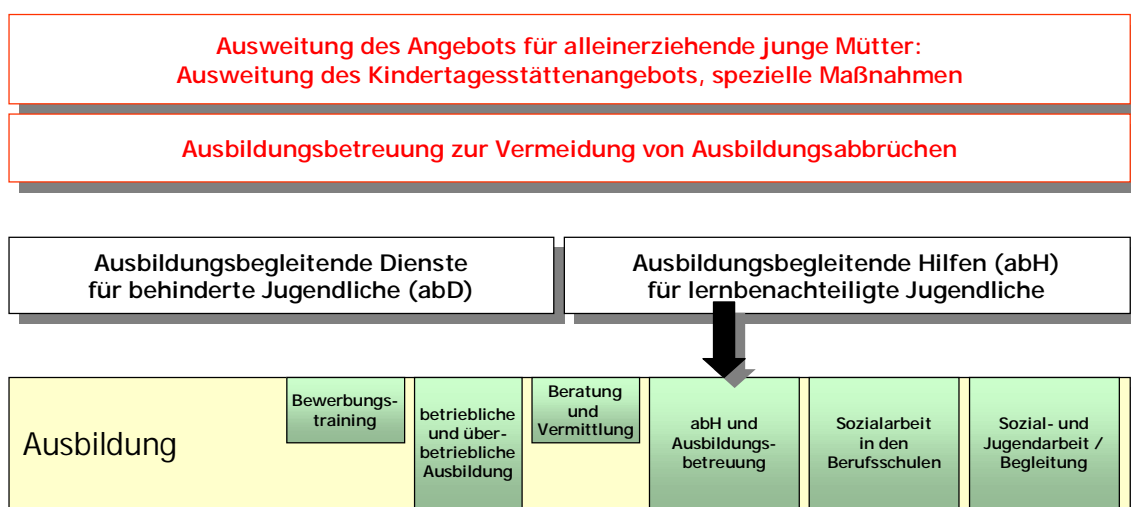 Ausweitung des Angebots für alleinerziehende junge Mütter:
Ausweitung des Kindertagesstättenangebots, spezielle Maßnahmen
Ausbildungsbetreuung zur Vermeidung von Ausbildungsabbrüchen
Ausbildungsbegleitende Dienste
für behinderte Jugendliche (abD)
Ausbildungsbegleitende Hilfen (abH)
für lernbenachteiligte Jugendliche
Ausbildung
Bewerbungs-
training
betriebliche
und über-
betriebliche
Ausbildung
Beratung
und
Vermittlung
abH und
Ausbildungs-
betreuung
Sozialarbeit
in den
Berufsschulen
Sozial- und
Jugendarbeit /
Begleitung